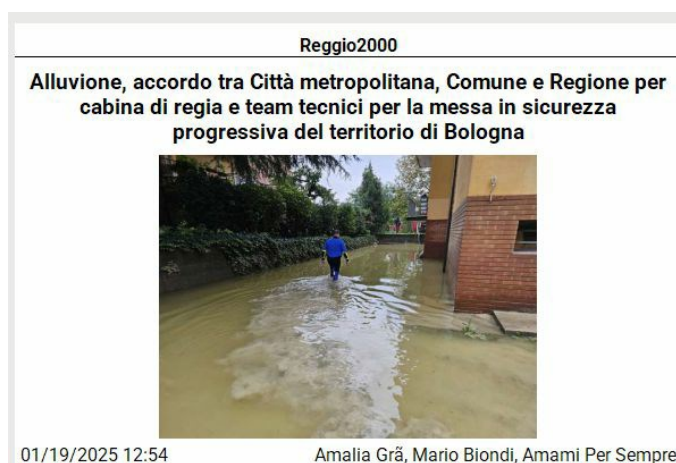 Reggio2000
Alluvione, accordo tra Città metropolitana, Comune e Regione per
cabina di regia e team tecnici per la messa in sicurezza
progressiva del territorio di Bologna
01/19/2025 12:54
Amalia Grã, Mario Biondi, Amami Per Sempre